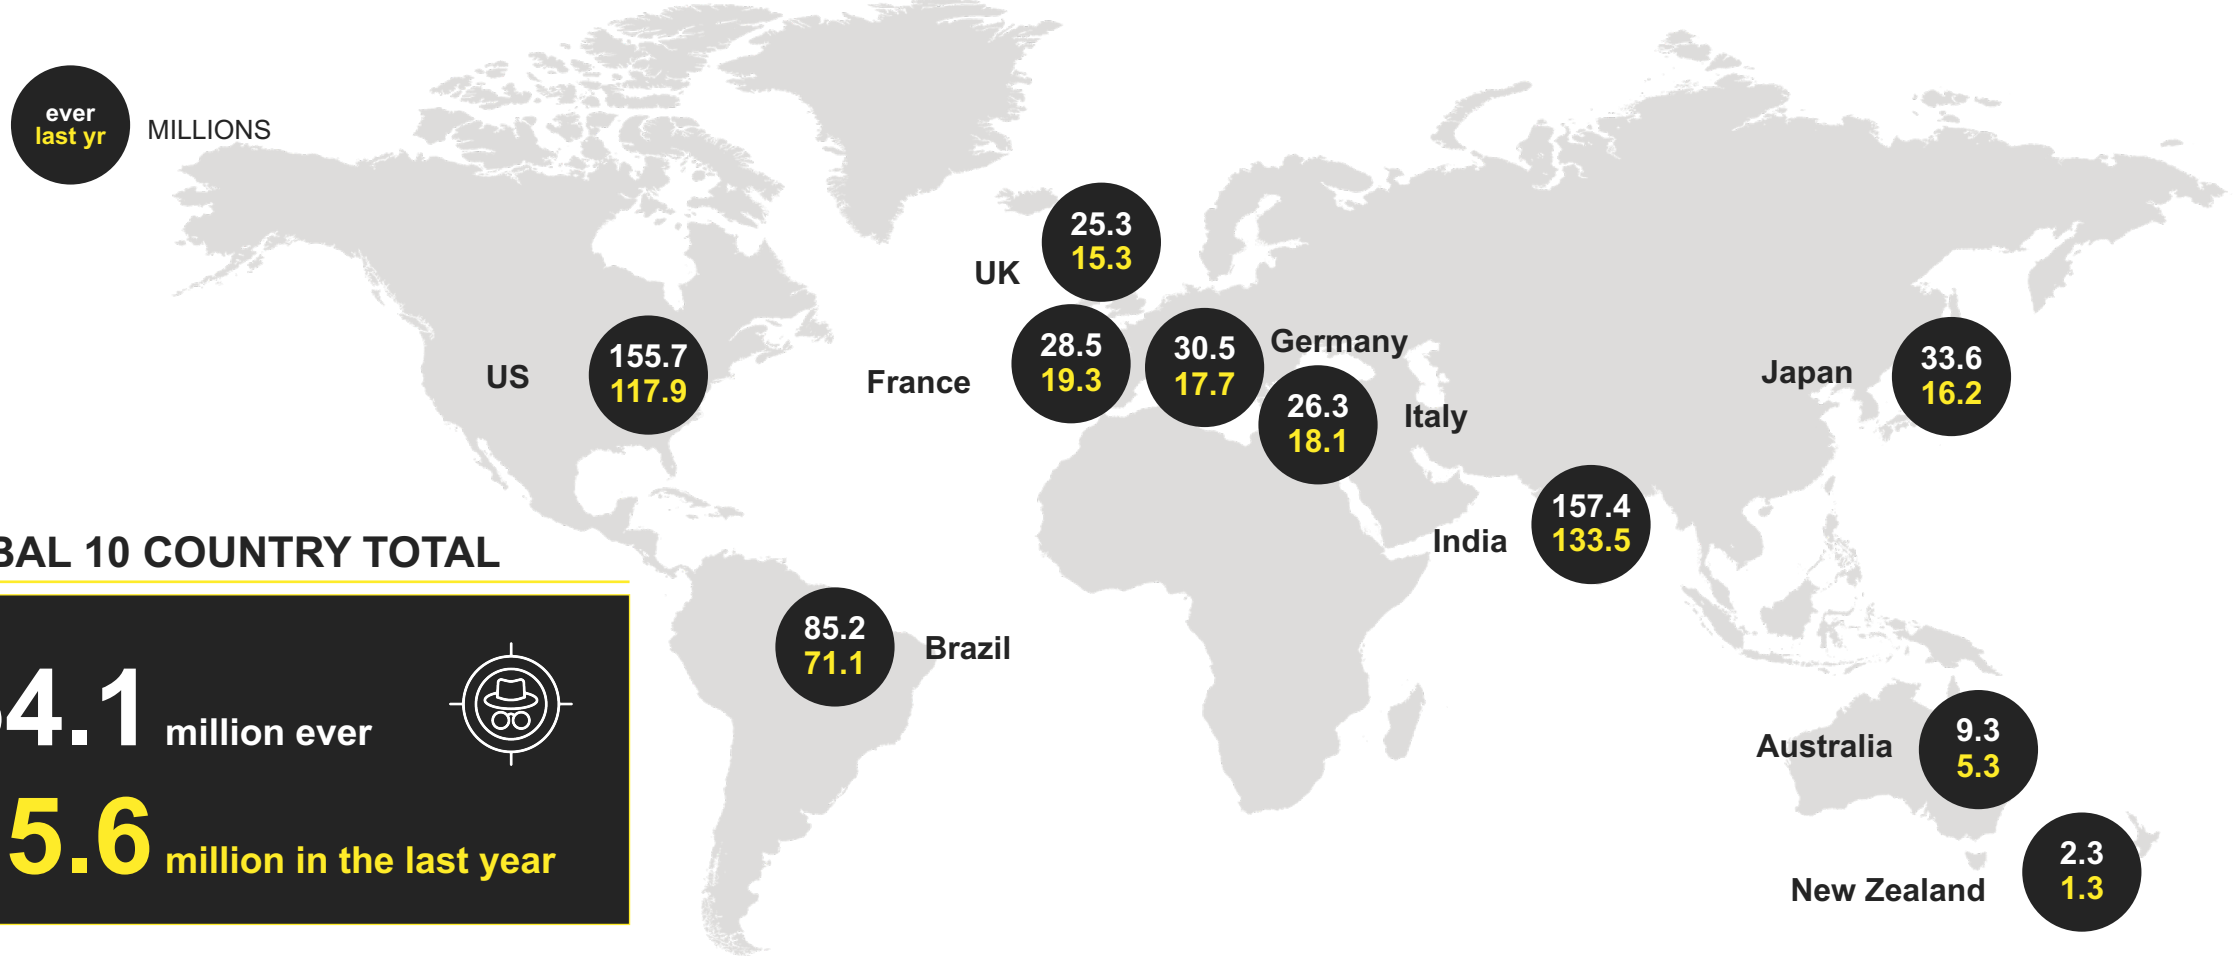 ever
last yr
MILLIONS
25.3
15.3
UK
US
155.7
117.9
France
28.5
19.3
30.5
17.7
Germany
26.3
18.1
Italy
Japan
33.6
16.2
India
157.4
133.5
10 COUNTRY TOTAL
85.2
71.1
Brazil
4.1 million ever
5.6 million in the last year
Australia
9.3
5.3
New Zealand
2.3
1.3